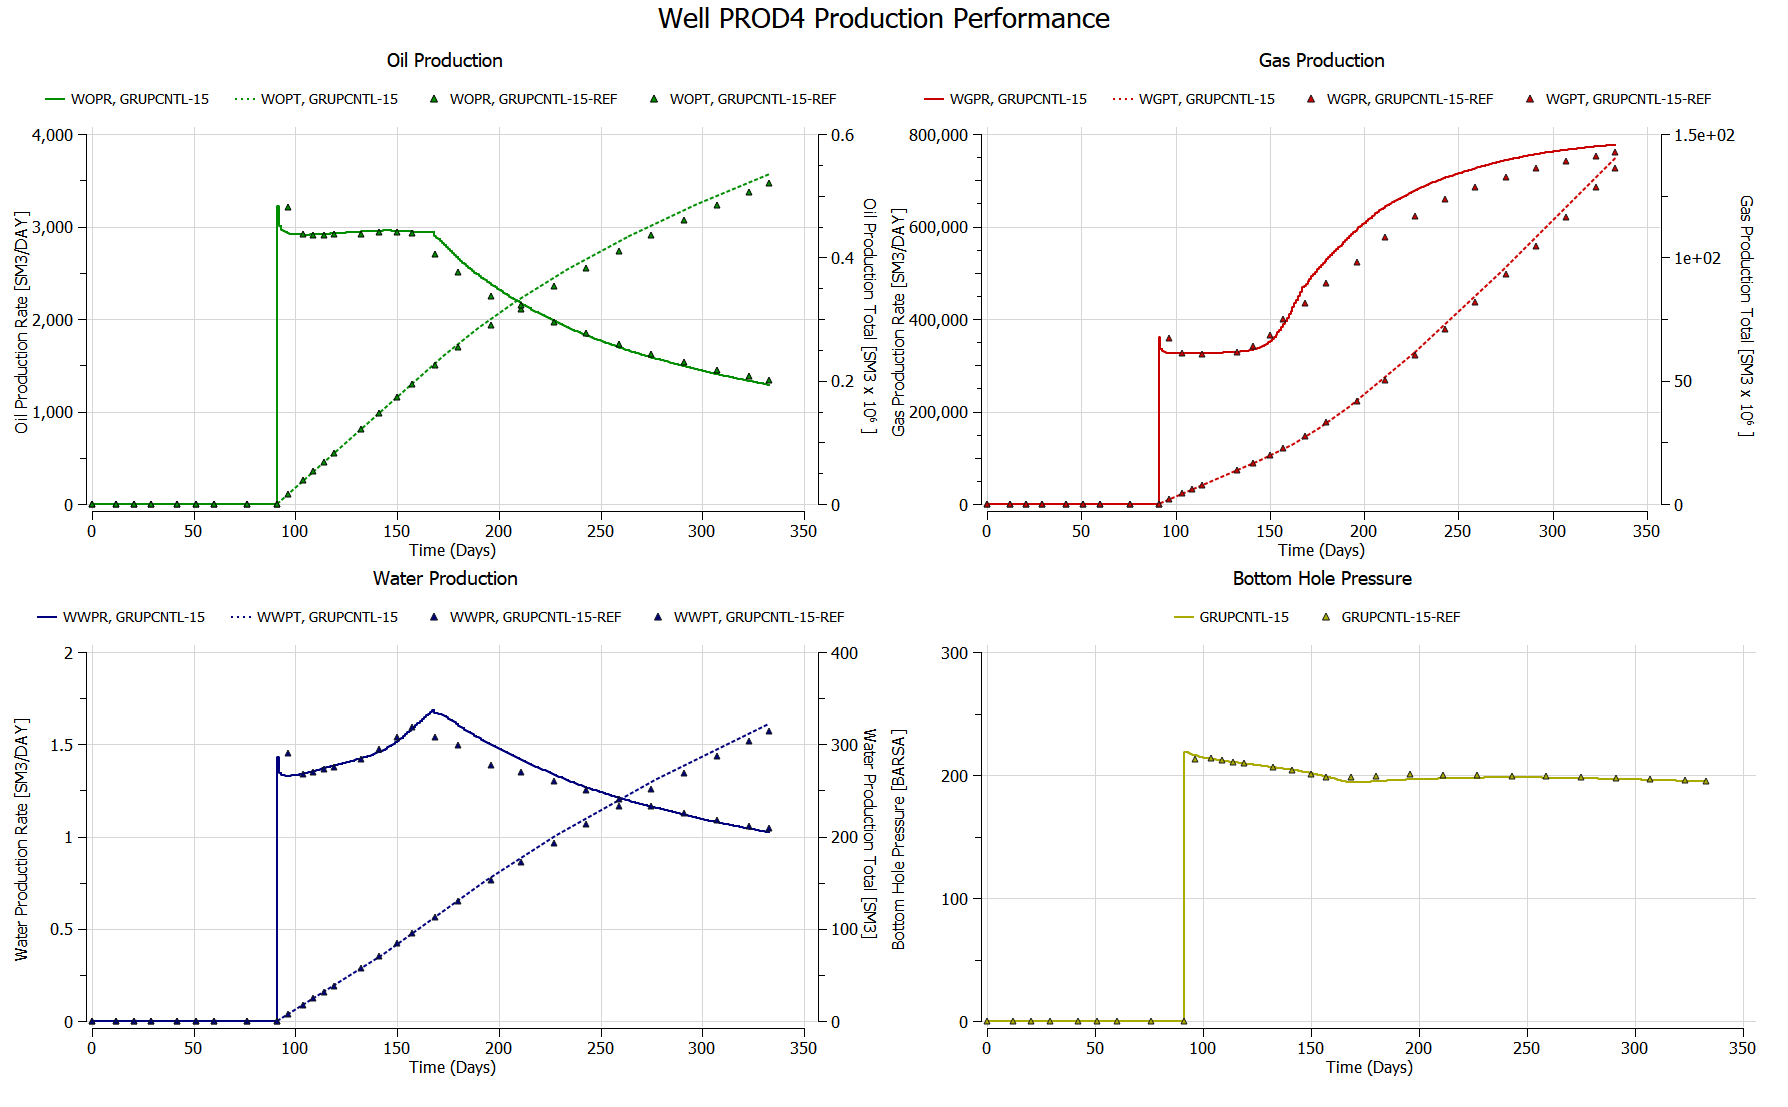 Well PROD4 Production Performance
Oil Production
WOPR, GRUPCNTL-15 WOPT, GRUPCNTL-15 WOPR, GRUPCNTL-15-REF WOPT, GRUPCNTL-15-REF
4,000
3,000
2,000
1,000
0
Oil Production Rate [SM3/DAY]
0.6
0.4
0.2
0
Oil Production Total [SM3 x 10⁶ ]
0 50 100 150 200 250 300 350
Time (Days)
Gas Production
WGPR, GRUPCNTL-15 WGPT, GRUPCNTL-15 WGPR, GRUPCNTL-15-REF WGPT, GRUPCNTL-15-REF
800,000
600,000
400,000
200,000
0
Gas Production Rate [SM3/DAY]
1.5e+02
1e+02
50
0
Gas Production Total [SM3 x 10⁶ ]
0 50 100 150 200 250 300 350
Time (Days)
Water Production
WWPR, GRUPCNTL-15 WWPT, GRUPCNTL-15 WWPR, GRUPCNTL-15-REF WWPT, GRUPCNTL-15-REF
2
1.5
1
0.5
0
Water Production Rate [SM3/DAY]
400
300
200
100
0
Water Production Total [SM3]
0 50 100 150 200 250 300 350
Time (Days)
Bottom Hole Pressure
GRUPCNTL-15 GRUPCNTL-15-REF
300
200
100
0
Bottom Hole Pressure [BARSA]
0 50 100 150 200 250 300 350
Time (Days)